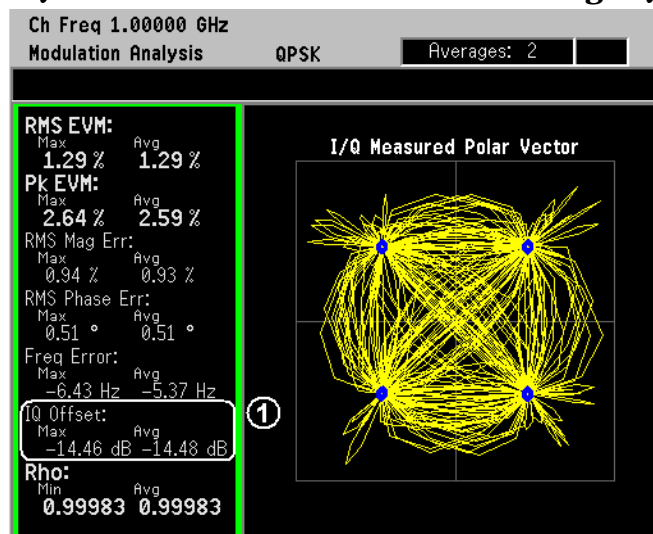 Ch Freq 1.00000 GHz
Modulation Analysis QPSK Averages: 2
RMS EVM:
Max Avg
1.29 % 1.29 %
Pk EVM:
Max Avg
2.64 % 2.59 %
RMS Mag Err:
Max Avg
0.94 % 0.93 %
RMS Phase Err:
Max Avg
0.51 ° 0.51 °
Freq Error:
Max Avg
-6.43 Hz -5.37 Hz
IQ Offset:
Max Avg
-14.46 dB -14.48 dB
Rho:
Min Avg
0.99983 0.99983
1
I/Q Measured Polar Vector